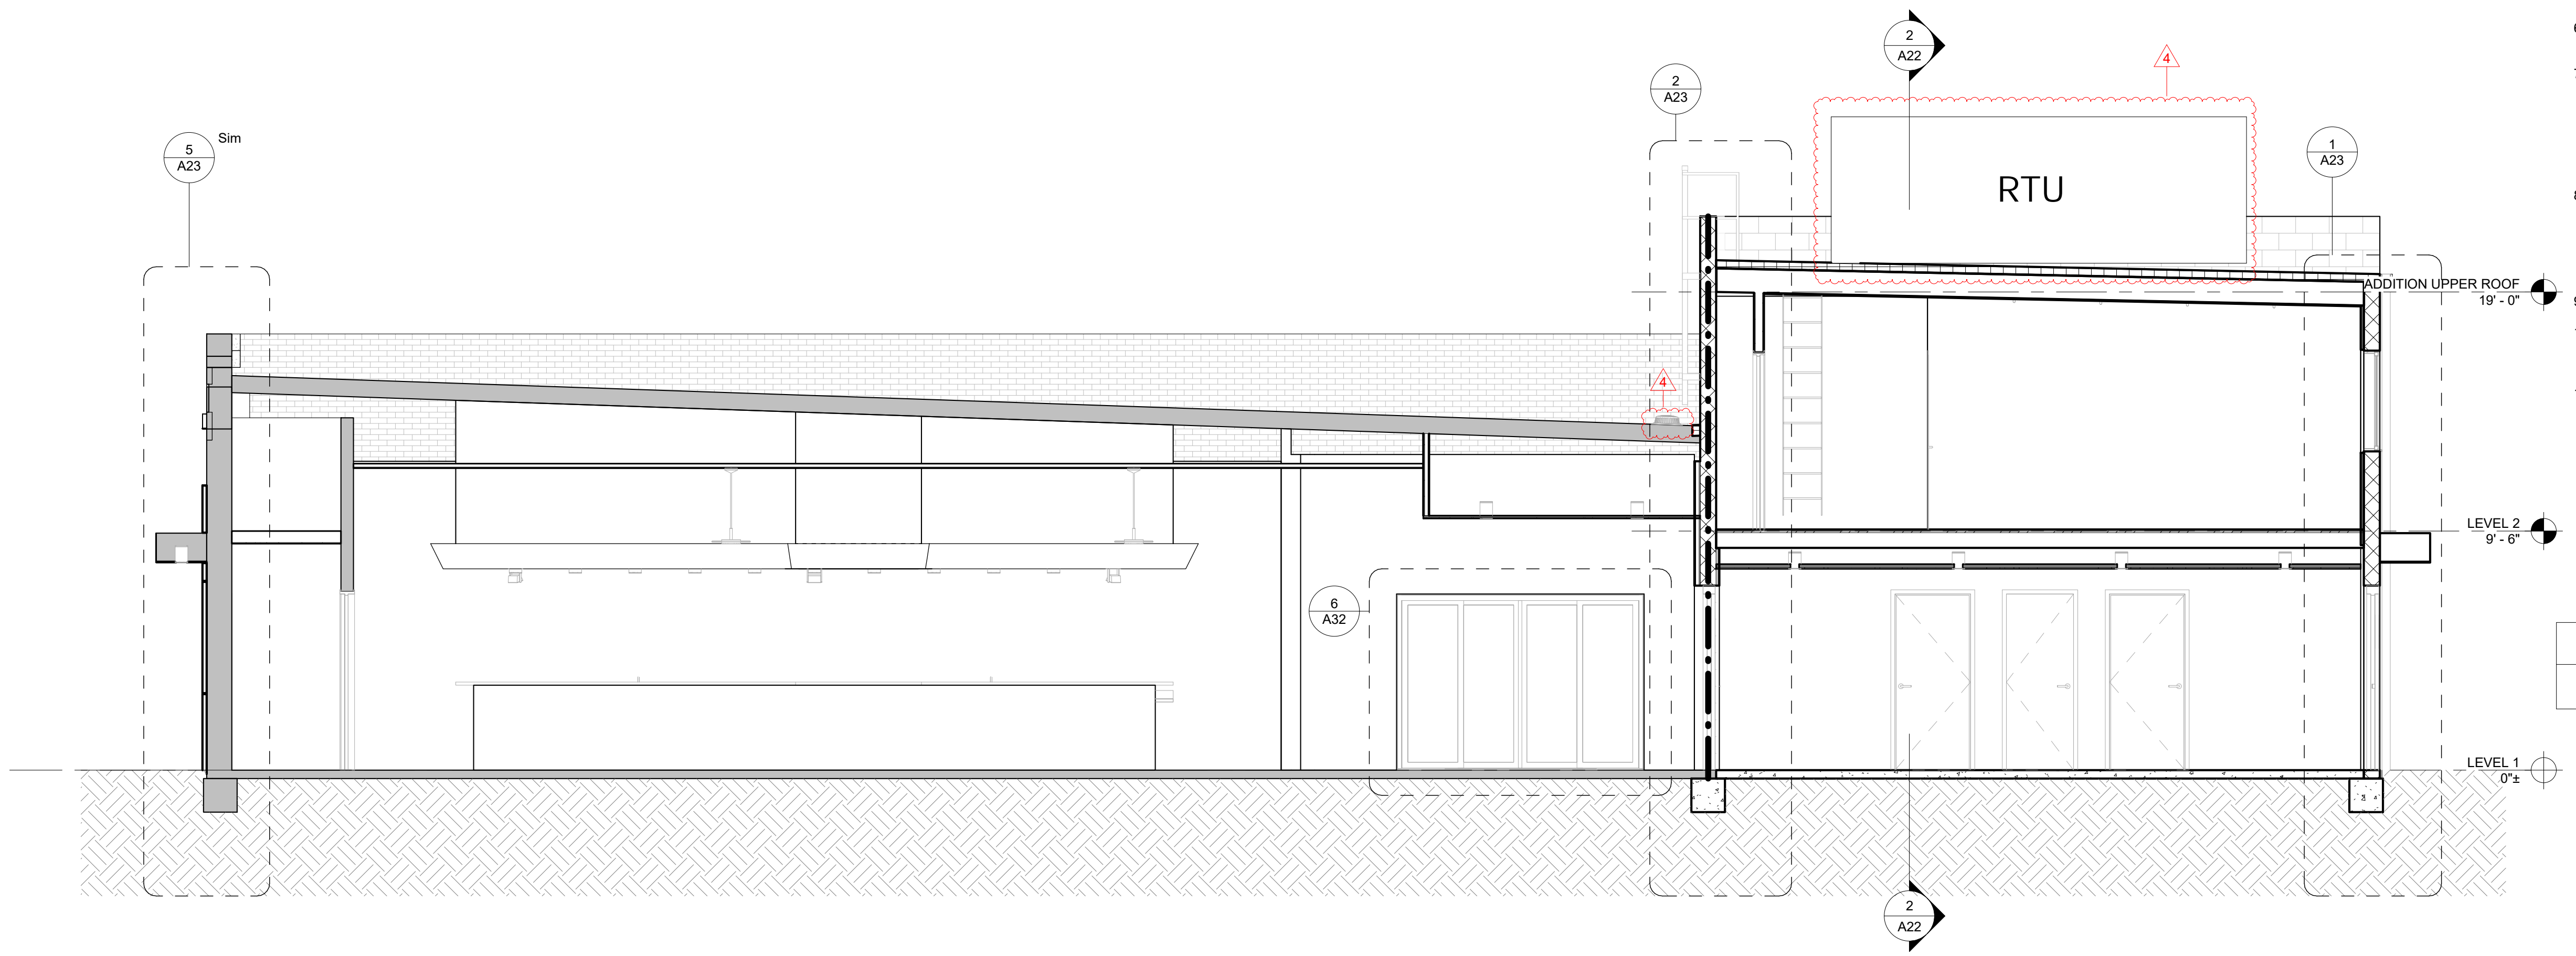 2
A22
4
2
A23
5
A23
Sim
1
A23
RTU
ADDITION UPPER ROOF
19' - 0"
4
LEVEL 2
9' - 6"
6
A32
LEVEL 1
0"±
2
A22